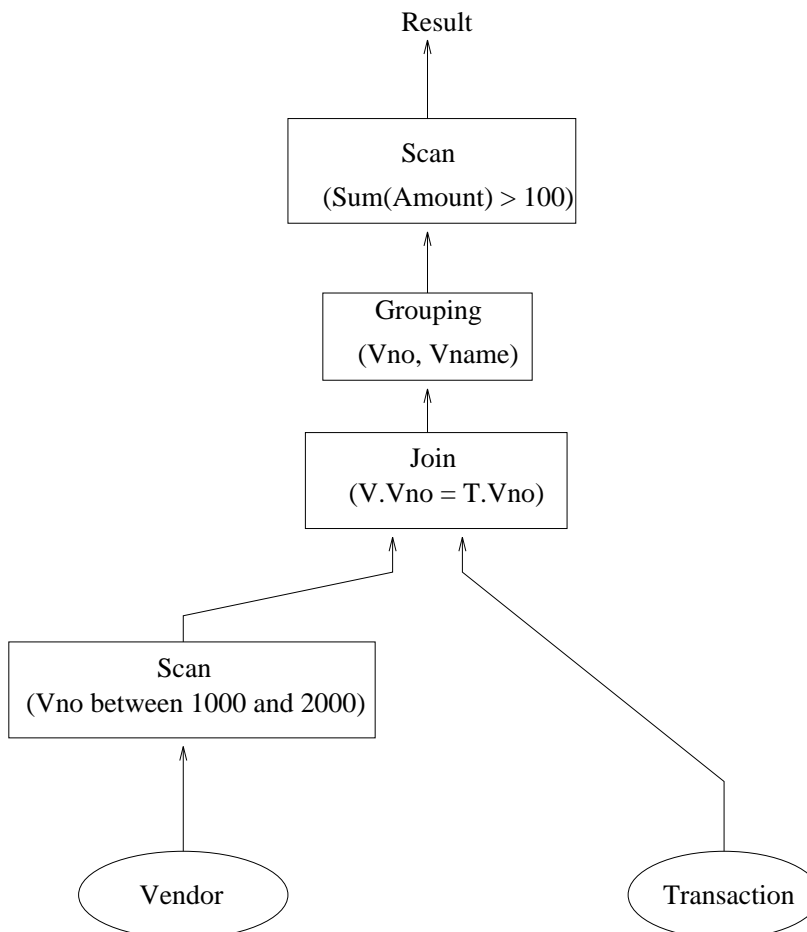 Result
Scan
(Sum(Amount) > 100)
Grouping
(Vno, Vname)
Join
(V.Vno = T.Vno)
Scan
(Vno between 1000 and 2000)
Vendor
Transaction